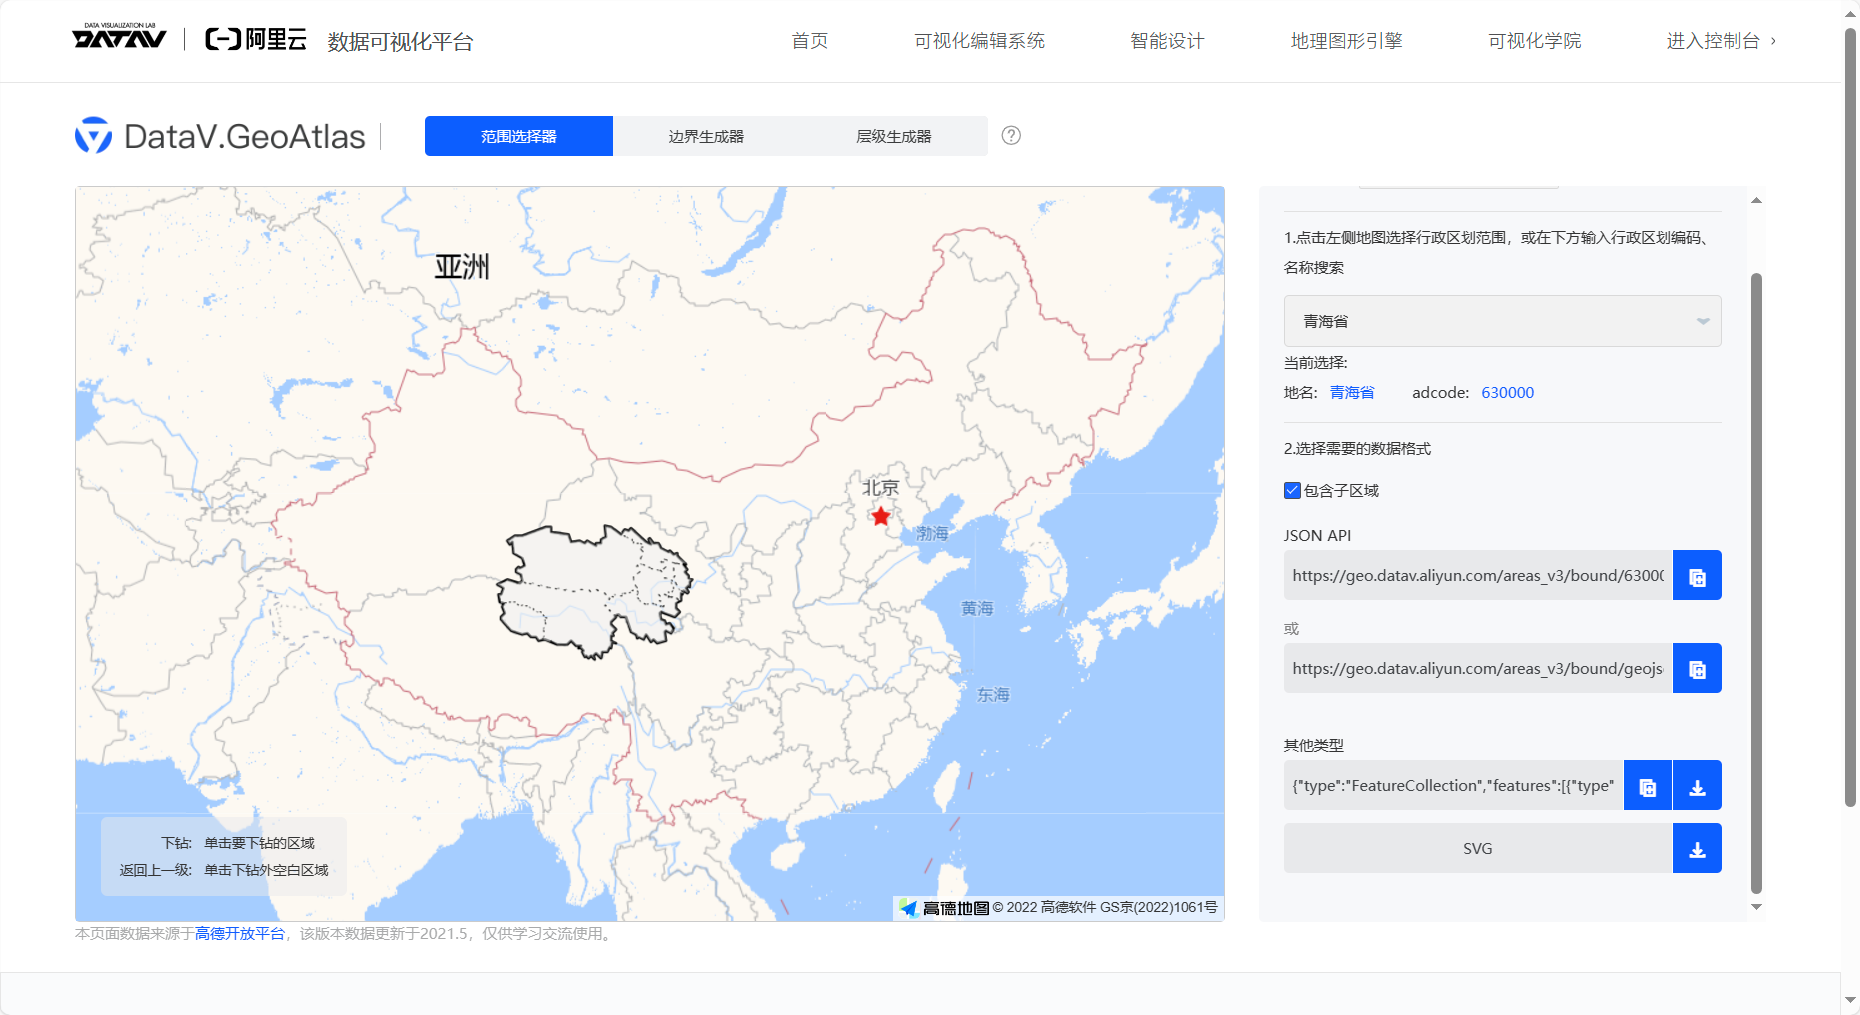 DATA VISUALIZATION LAB
DATAV
阿里云
数据可视化平台
首页
可视化编辑系统
智能设计
地理图形引擎
可视化学院
进入控制台 ›
DataV.GeoAtlas
范围选择器
边界生成器
层级生成器
?
亚洲
北京
渤海
黄海
东海
下钻: 单击要下钻的区域
返回上一级: 单击下钻外空白区域
高德地图 © 2022 高德软件 GS京(2022)1061号
本页面数据来源于高德开放平台，该版本数据更新于2021.5，仅供学习交流使用。
1.点击左侧地图选择行政区划范围，或在下方输入行政区划编码、
名称搜索
青海省
当前选择:
地名: 青海省 adcode: 630000
2.选择需要的数据格式
包含子区域
JSON API
https://geo.datav.aliyun.com/areas_v3/bound/63000
或
https://geo.datav.aliyun.com/areas_v3/bound/geojs
其他类型
{"type":"FeatureCollection","features":[{"type"
SVG